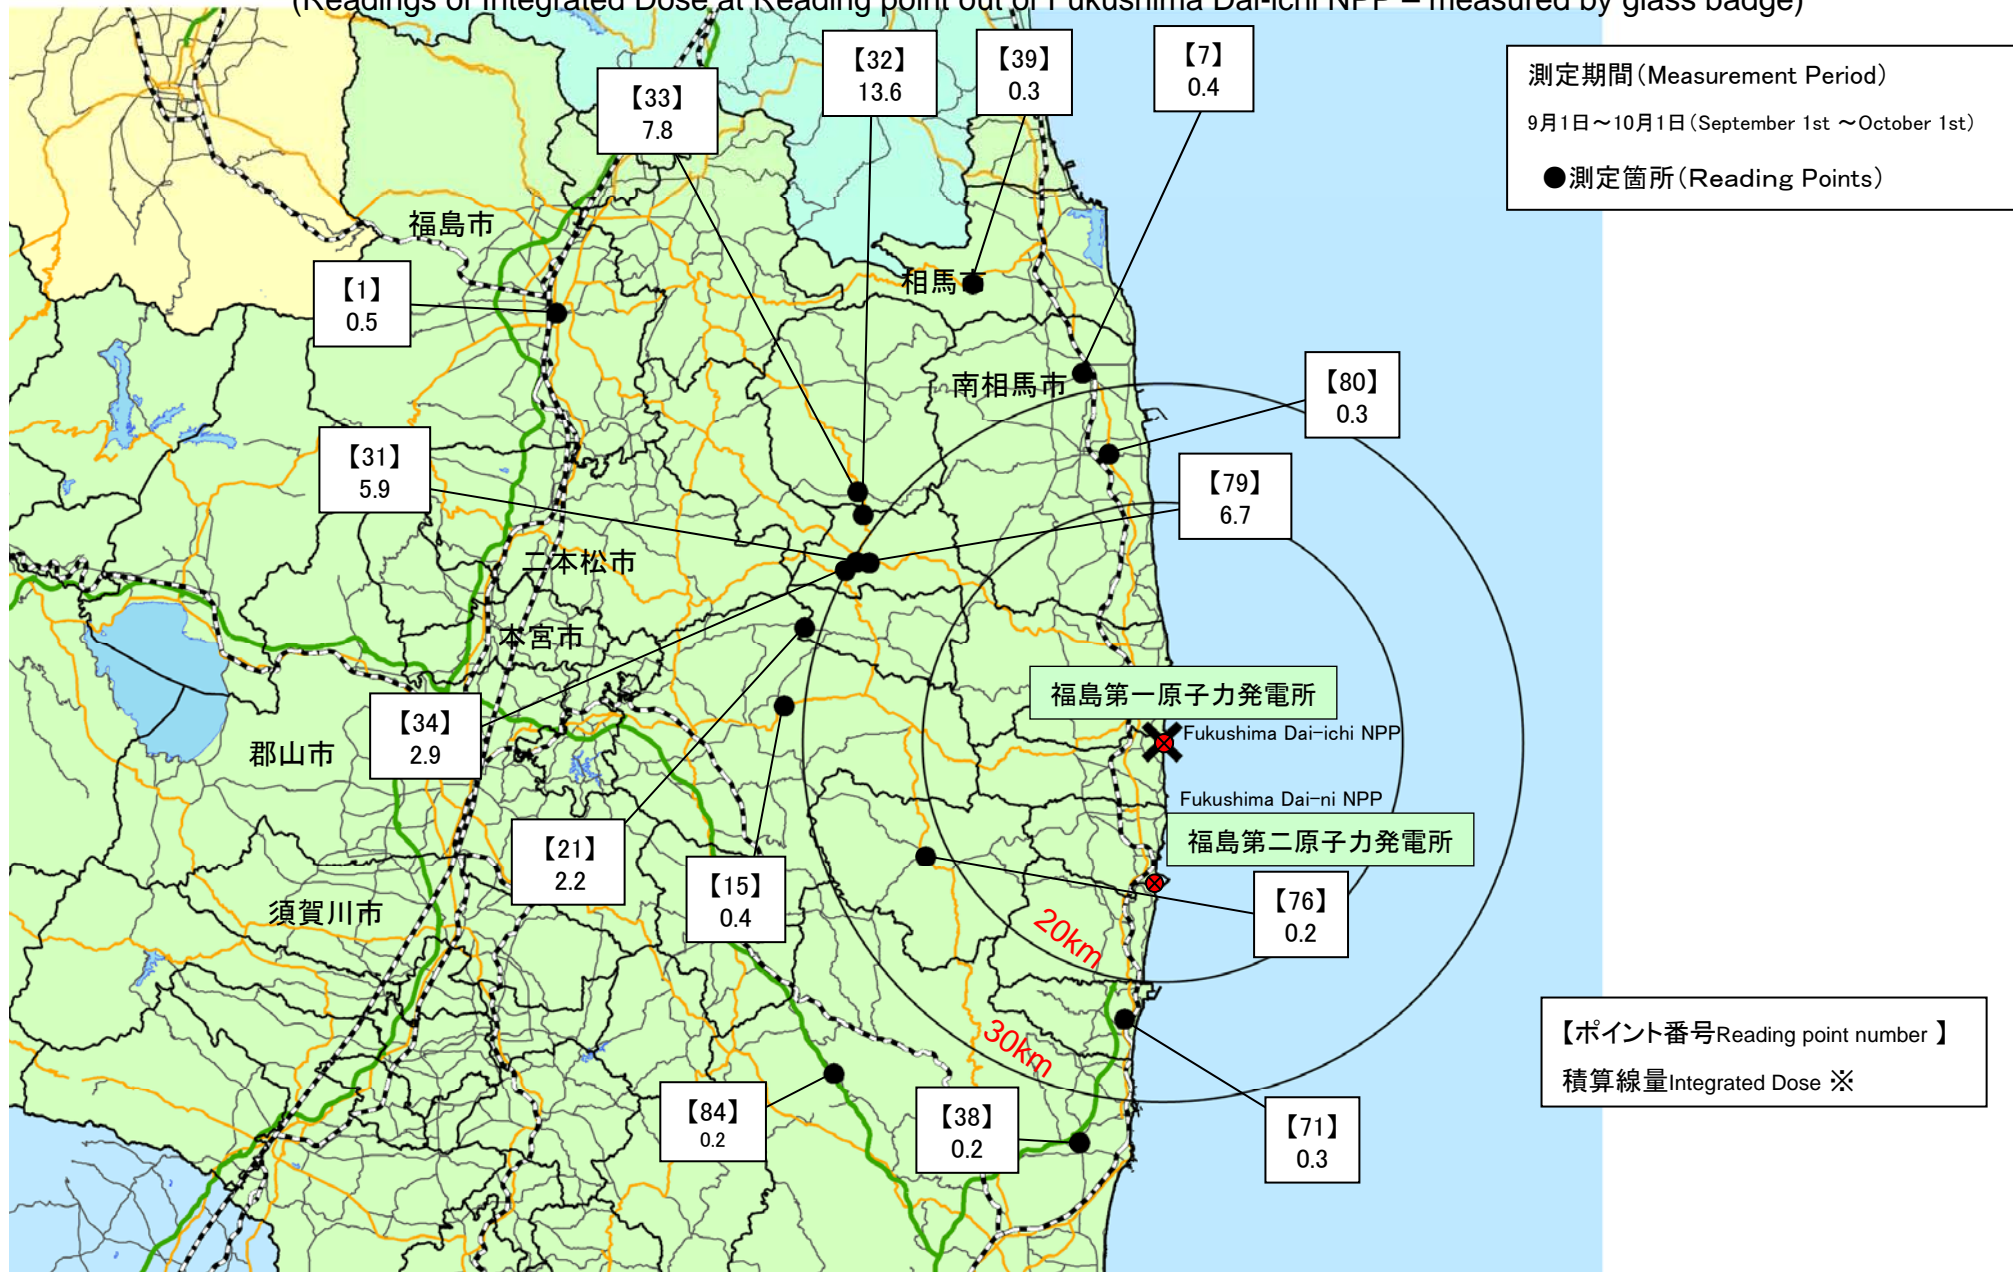 (Readings of Integrated Dose at Reading point out of Fukushima Dai-ichi NPP – measured by glass badge)
【33】
7.8
【32】
13.6
【39】
0.3
【7】
0.4
測定期間(Measurement Period)
9月1日～10月1日(September 1st ～October 1st)
●測定箇所(Reading Points)
福島市
【1】
0.5
相馬市
南相馬市
【80】
0.3
【31】
5.9
【79】
6.7
二本松市
本宮市
福島第一原子力発電所
Fukushima Dai-ichi NPP
【34】
2.9
郡山市
Fukushima Dai-ni NPP
福島第二原子力発電所
【21】
2.2
【15】
0.4
【76】
0.2
須賀川市
20km
30km
【ポイント番号Reading point number 】
積算線量Integrated Dose ※
【84】
0.2
【38】
0.2
【71】
0.3